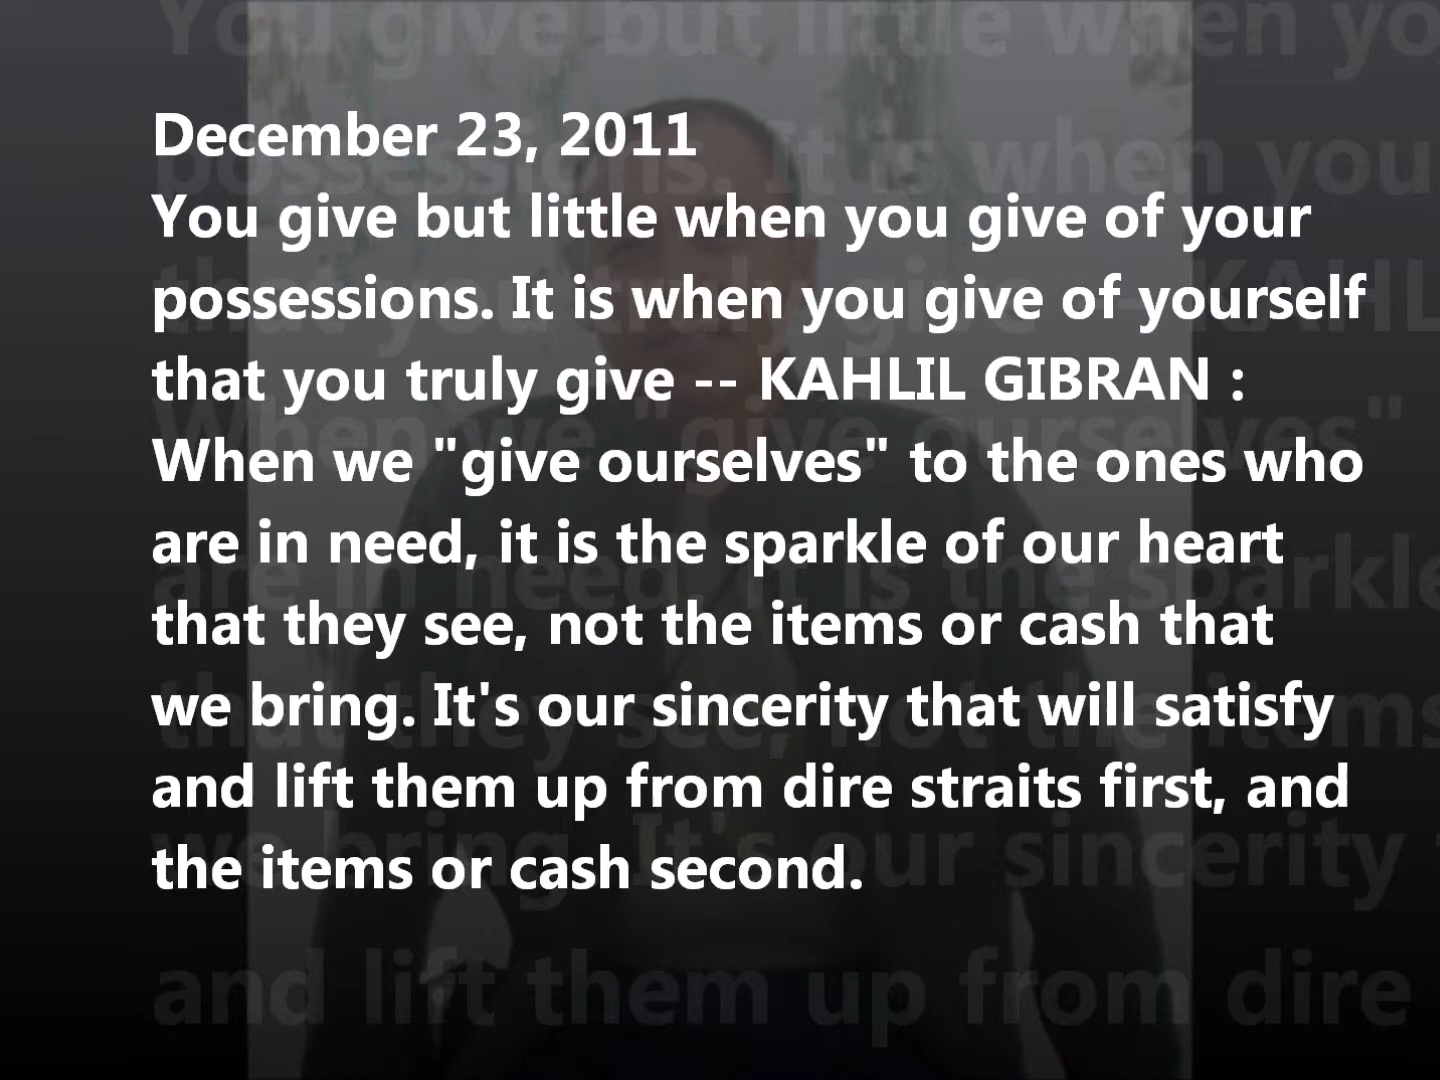 December 23, 2011
You give but little when you give of your
possessions. It is when you give of yourself
that you truly give -- KAHLIL GIBRAN :
When we "give ourselves" to the ones who
are in need, it is the sparkle of our heart
that they see, not the items or cash that
we bring. It's our sincerity that will satisfy
and lift them up from dire straits first, and
the items or cash second.